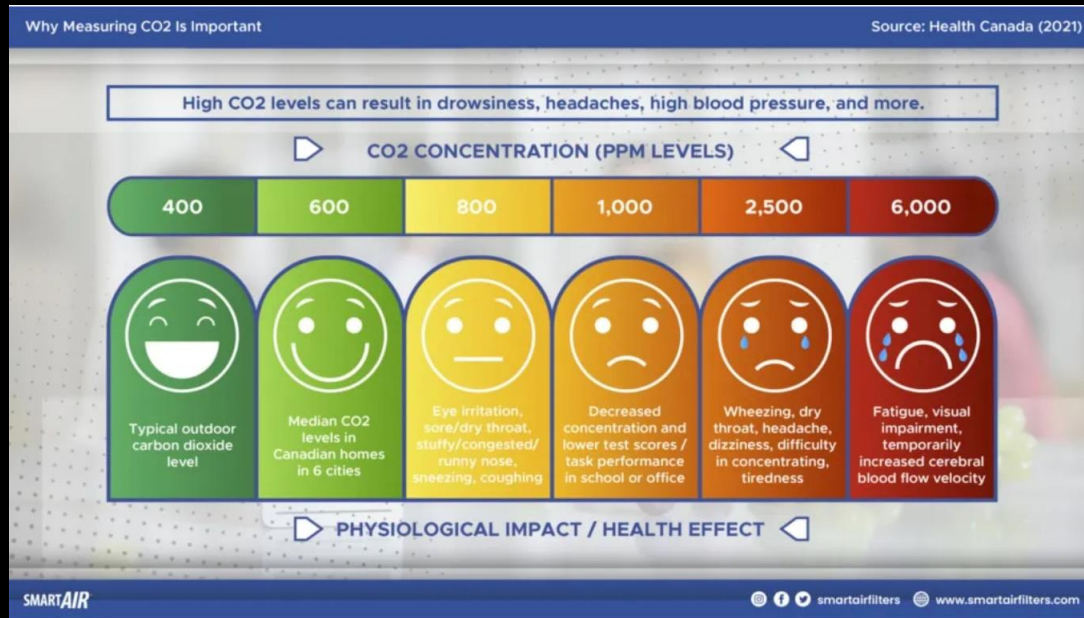 Why Measuring CO2 Is Important
Source: Health Canada (2021)
High CO2 levels can result in drowsiness, headaches, high blood pressure, and more.
CO2 CONCENTRATION (PPM LEVELS)
400
600
800
1,000
2,500
6,000
Typical outdoor
carbon dioxide
level
Median CO2
levels in
Canadian homes
in 6 cities
Eye irritation,
sore/dry throat,
stuffy/congested/
runny nose,
sneezing, coughing
Decreased
concentration and
lower test scores /
task performance
in school or office
Wheezing, dry
throat, headache,
dizziness, difficulty
in concentrating,
tiredness
Fatigue, visual
impairment,
temporarily
increased cerebral
blood flow velocity
PHYSIOLOGICAL IMPACT / HEALTH EFFECT
SMARTAIR
smartairfilters
www.smartairfilters.com